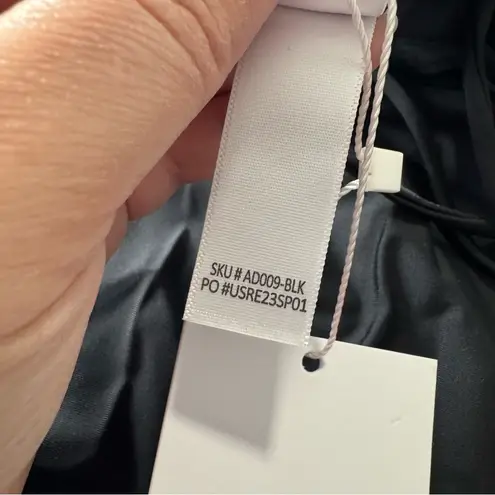 SKU # AD009-BLK
PO #USRE23SP01